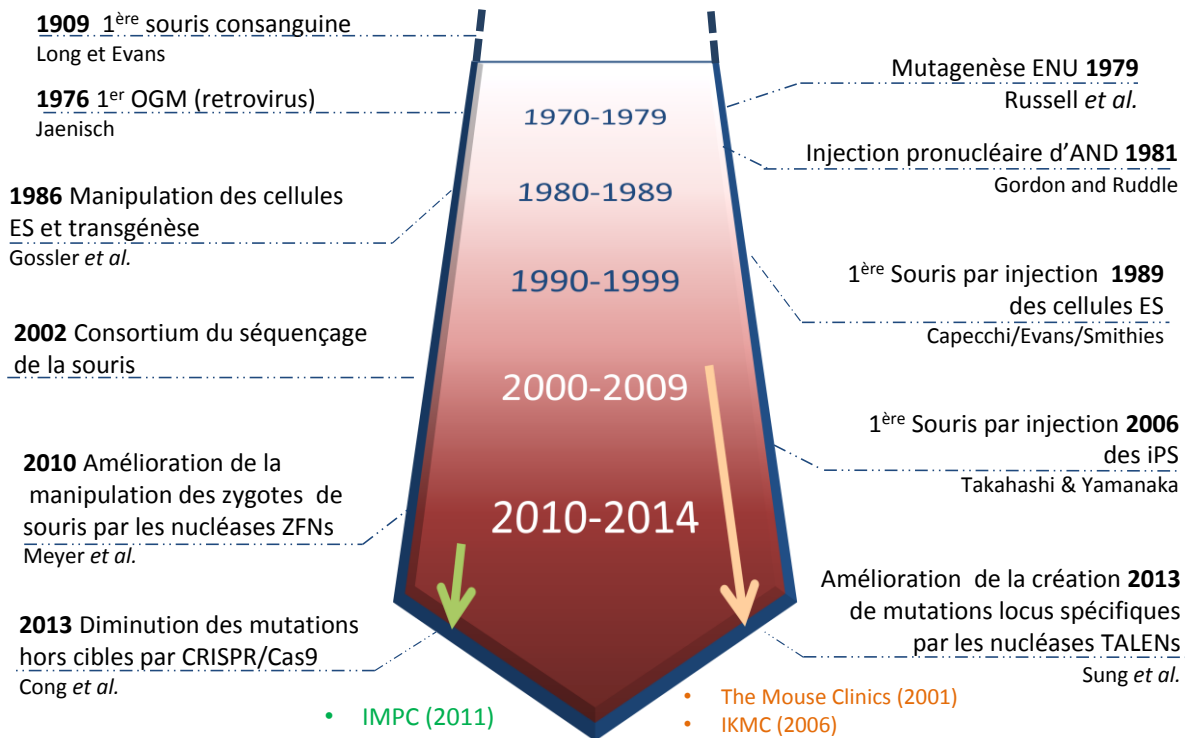 1909 1ère souris consanguine
Long et Evans
1976 1er OGM (retrovirus)
Jaenisch
1986 Manipulation des cellules
ES et transgénèse
Gossler et al.
2002 Consortium du séquençage
de la souris
2010 Amélioration de la
manipulation des zygotes de
souris par les nucléases ZFNs
Meyer et al.
2013 Diminution des mutations
hors cibles par CRISPR/Cas9
Cong et al.
1970-1979
1980-1989
1990-1999
2000-2009
2010-2014
Mutagenèse ENU 1979
Russell et al.
Injection pronucléaire d'AND 1981
Gordon and Ruddle
1ère Souris par injection 1989
des cellules ES
Capecchi/Evans/Smithies
1ère Souris par injection 2006
des iPS
Takahashi & Yamanaka
Amélioration de la création 2013
de mutations locus spécifiques
par les nucléases TALENs
Sung et al.
• IMPC (2011)
• The Mouse Clinics (2001)
• IKMC (2006)